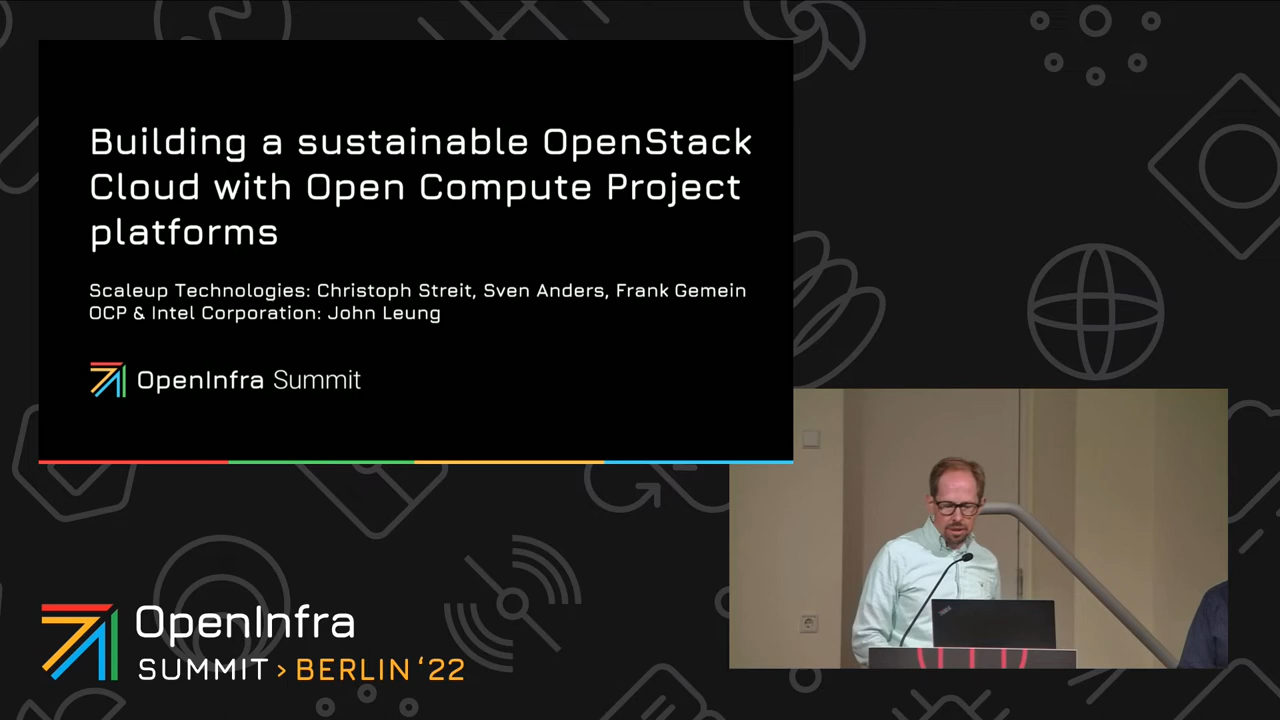 Building a sustainable OpenStack
Cloud with Open Compute Project
platforms
Scaleup Technologies: Christoph Streit, Sven Anders, Frank Gemein
OCP & Intel Corporation: John Leung
OpenInfra Summit
OpenInfra
SUMMIT > BERLIN ‘22